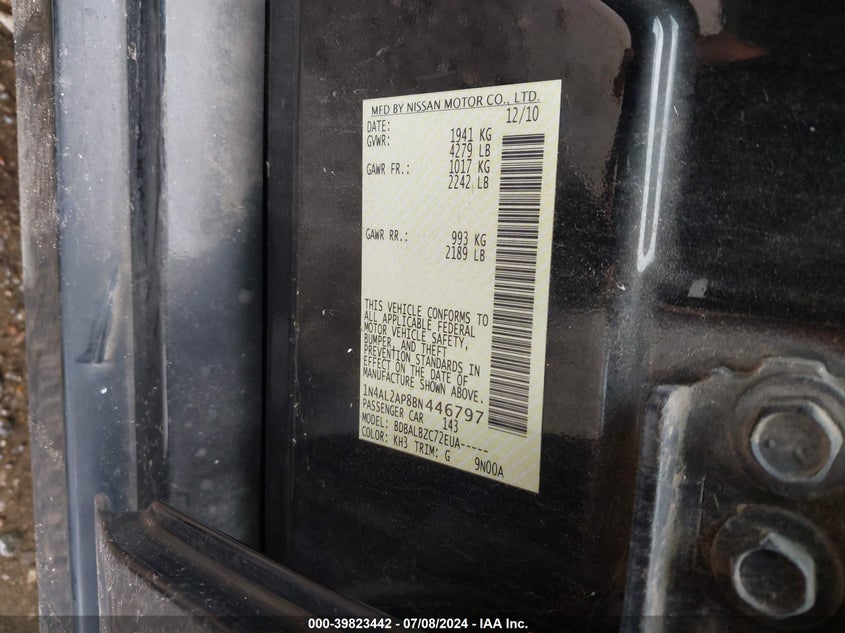 MFD BY NISSAN MOTOR CO., LTD.
DATE: 12/10
GVWR: 1941 KG
4279 LB
GAWR FR.: 1017 KG
2242 LB
GAWR RR.: 993 KG
2189 LB
THIS VEHICLE CONFORMS TO
ALL APPLICABLE FEDERAL
MOTOR VEHICLE SAFETY,
BUMPER, AND THEFT
PREVENTION STANDARDS IN
EFFECT ON THE DATE OF
MANUFACTURE SHOWN ABOVE.
1N4AL2AP8BN446797
PASSENGER CAR 143
MODEL: BDBALBZC72EUA-----
COLOR: KH3 TRIM: G 9N00A
000-39823442 - 07/08/2024 - IAA Inc.